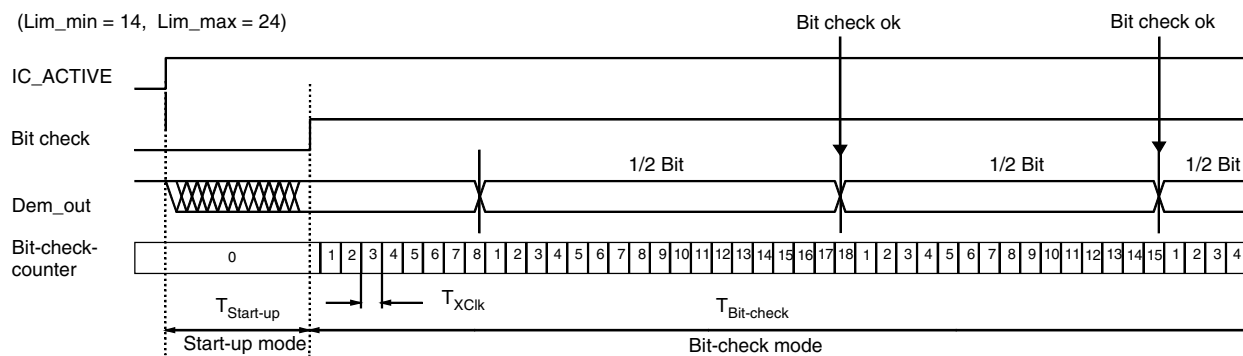 (Lim_min = 14, Lim_max = 24)
Bit check ok
Bit check ok
IC_ACTIVE
Bit check
1/2 Bit
1/2 Bit
1/2 Bit
Dem_out
Bit-check-
counter
0 1 2 3 4 5 6 7 8 1 2 3 4 5 6 7 8 9 10 11 12 13 14 15 16 17 18 1 2 3 4 5 6 7 8 9 10 11 12 13 14 15 1 2 3 4
TStart-up
TXClk
TBit-check
Start-up mode
Bit-check mode